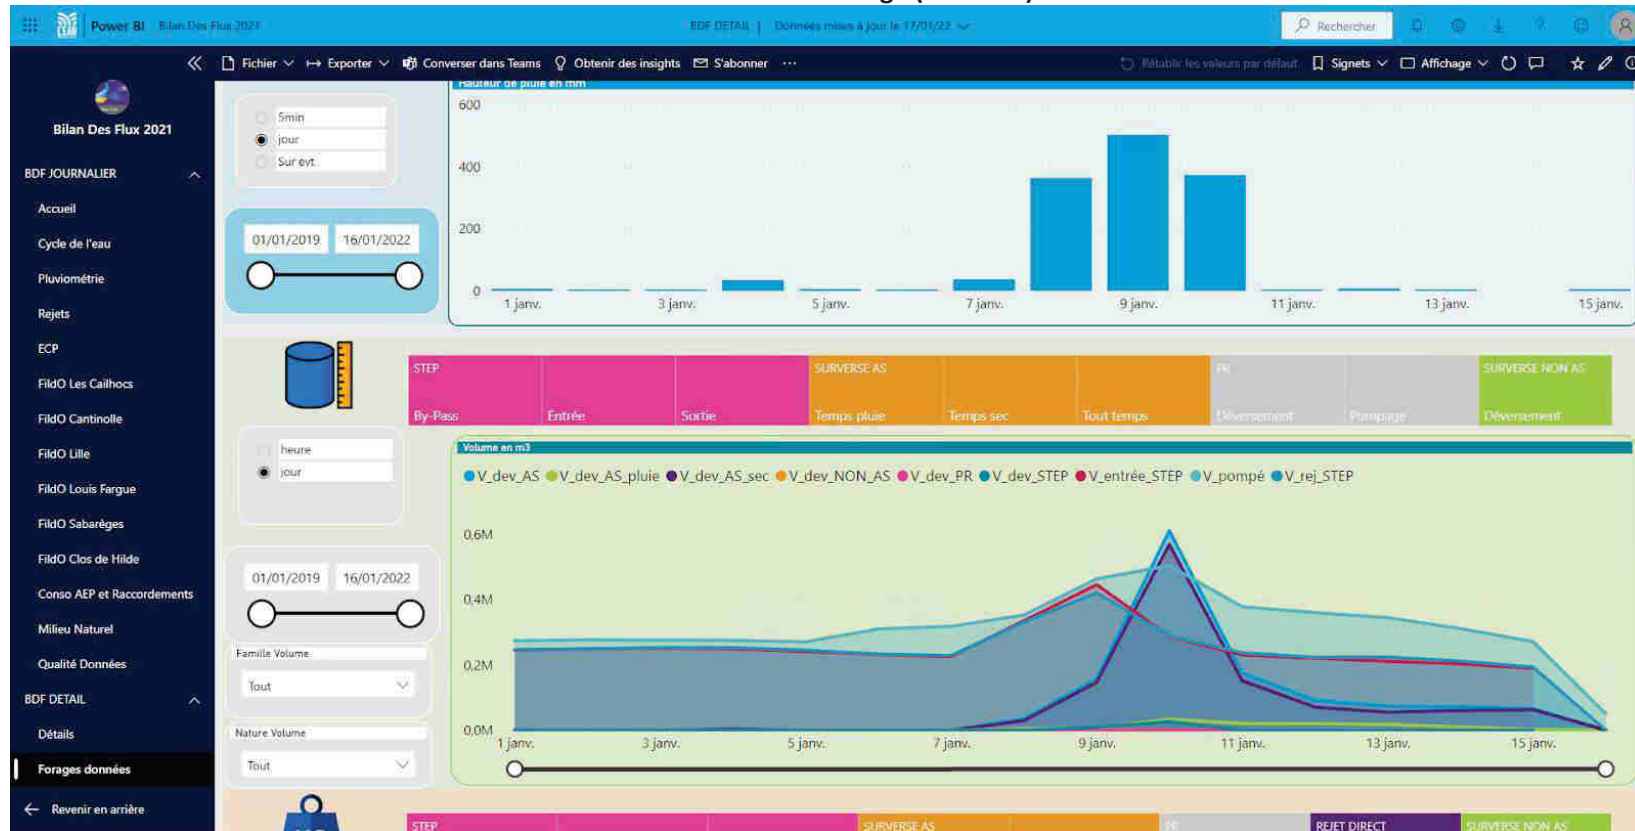 Power BI Bilan Des Flux 2021
BDF DETAIL | Données mises à jour le 17/01/22
Rechercher
Fichier Exporter Converser dans Teams Obtenir des insights S'abonner ...
Rétablir les valeurs par défaut Signets Affichage
Bilan Des Flux 2021
BDF JOURNALIER
Accueil
Cycle de l'eau
Pluviométrie
Rejets
ECP
FildO Les Cailhocs
FildO Cantinolle
FildO Lille
FildO Louis Fargue
FildO Sabarèges
FildO Clos de Hilde
Conso AEP et Raccordements
Milieu Naturel
Qualité Données
BDF DETAIL
Détails
Forages données
Revenir en arrière
5min
jour
Sur evt
01/01/2019 16/01/2022
Hauteur de pluie en mm
600
400
200
0
1 janv. 3 janv. 5 janv. 7 janv. 9 janv. 11 janv. 13 janv. 15 janv.
STEP SURVERSE AS PR SURVERSE NON AS
By-Pass Entrée Sortie Temps pluie Temps sec Tout temps Déversement Pompage Déversement
heure
jour
01/01/2019 16/01/2022
Famille Volume
Tout
Nature Volume
Tout
Volume en m3
V_dev_AS V_dev_AS_pluie V_dev_AS_sec V_dev_NON_AS V_dev_PR V_dev_STEP V_entrée_STEP V_pompé V_rej_STEP
0,6M
0,4M
0,2M
0,0M
1 janv. 3 janv. 5 janv. 7 janv. 9 janv. 11 janv. 13 janv. 15 janv.
STEP SURVERSE AS PR REJET DIRECT SURVERSE NON AS